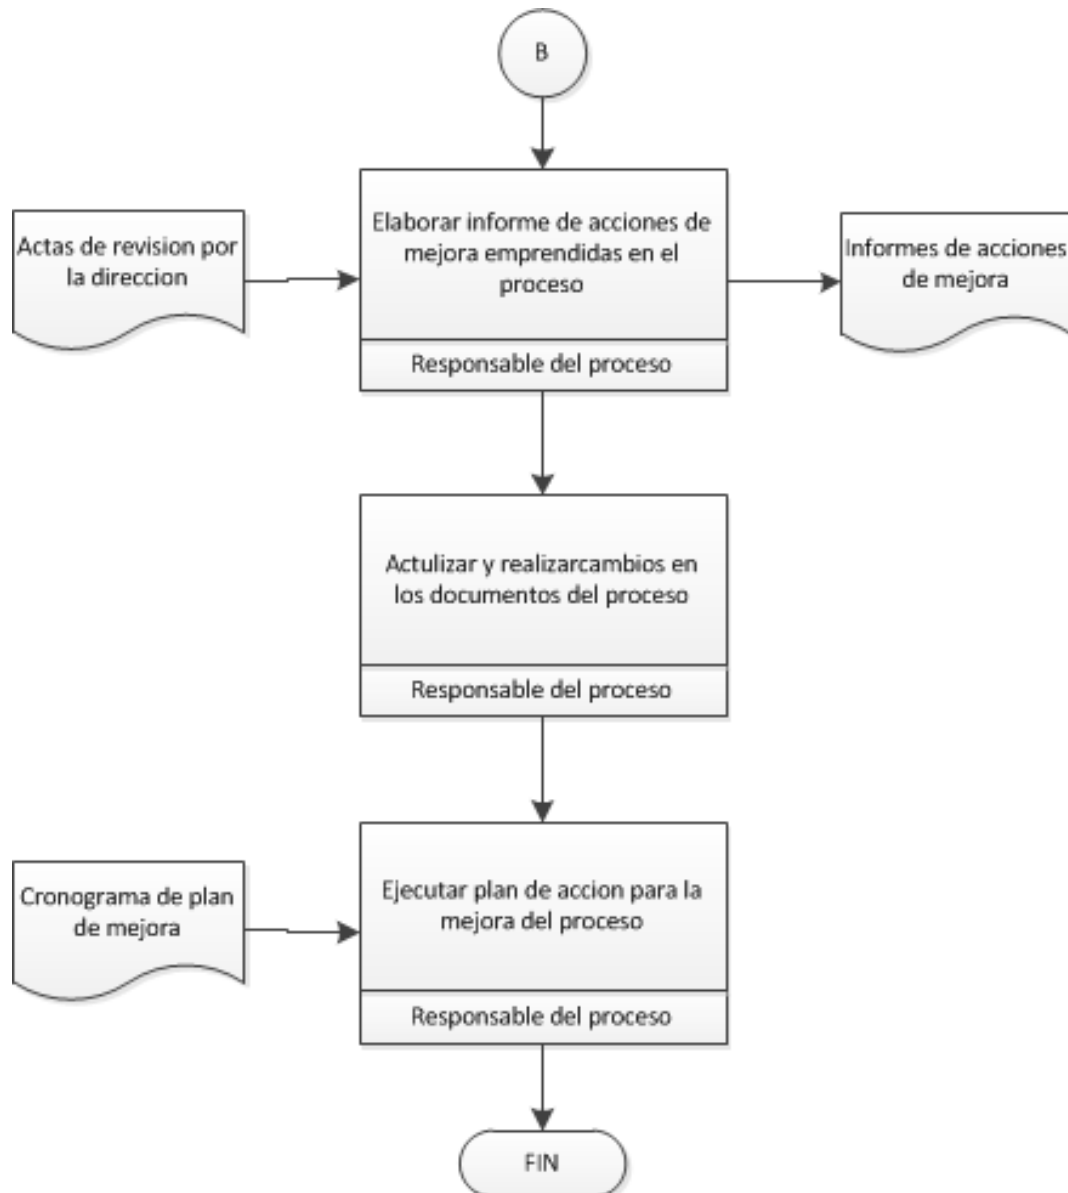 B
Actas de revision por
la direccion
Elaborar informe de acciones de
mejora emprendidas en el
proceso
Responsable del proceso
Informes de acciones
de mejora
Actulizar y realizarcambios en
los documentos del proceso
Responsable del proceso
Cronograma de plan
de mejora
Ejecutar plan de accion para la
mejora del proceso
Responsable del proceso
FIN